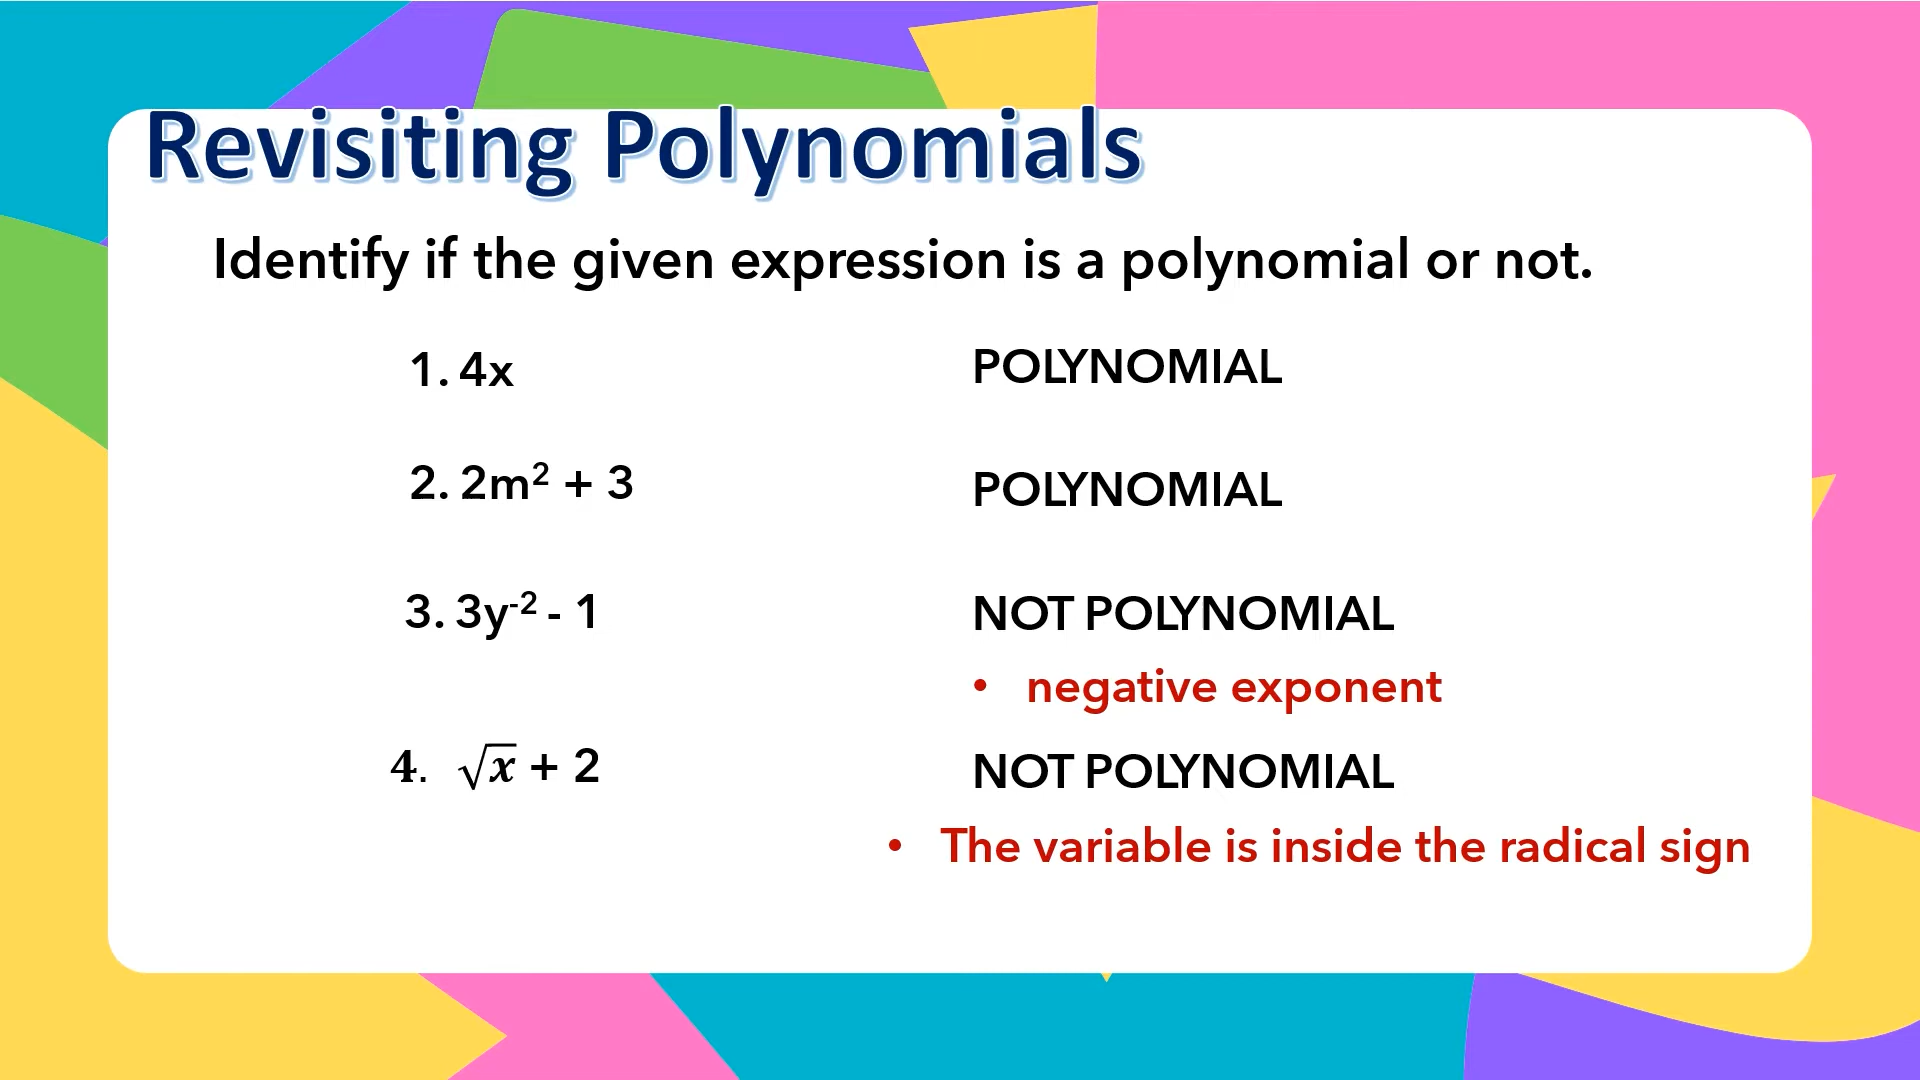 Revisiting Polynomials
Identify if the given expression is a polynomial or not.
1. 4x
POLYNOMIAL
2. 2m² + 3
POLYNOMIAL
3. 3y⁻² - 1
NOT POLYNOMIAL
• negative exponent
4. √x + 2
NOT POLYNOMIAL
• The variable is inside the radical sign